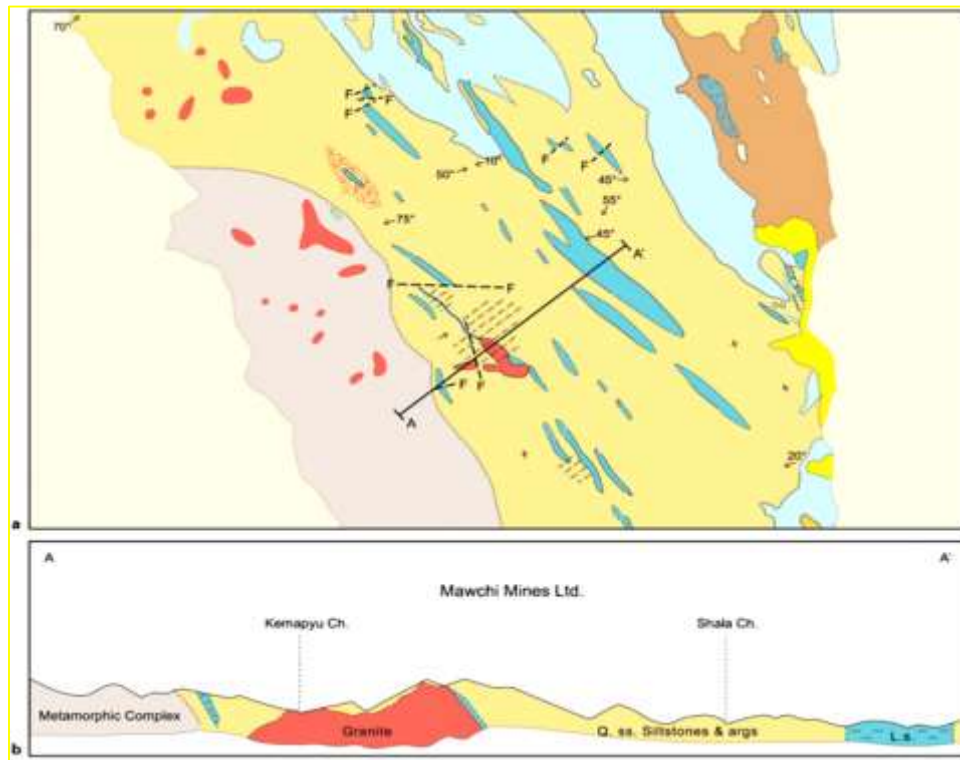 70°
F
F
F
50°
10°
F
F
45°
55°
75°
45°
A'
F
F
F
F
A
20°
a
A
A'
Mawchi Mines Ltd.
Kemapyu Ch.
Shala Ch.
Metamorphic Complex
Granite
Q. ss. Siltstones & args
L.s
b